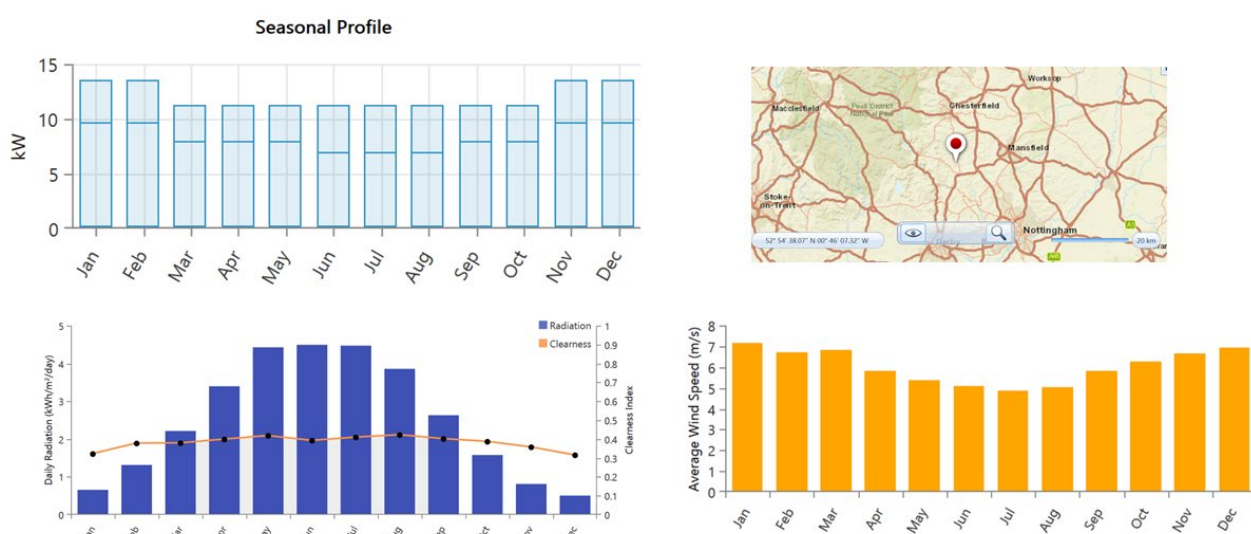 Seasonal Profile
15
10
5
0
kW
Jan Feb Mar Apr May Jun Jul Aug Sep Oct Nov Dec
Worksop
Macclesfield
Peak District
National Park
Chesterfield
Mansfield
Stoke-
on-Trent
Nottingham
Derby
A1
A46
52° 54' 38.07" N 00° 46' 07.32" W
20 km
Radiation
Clearness
Daily Radiation (kWh/m²/day)
5
4
3
2
1
0
Clearness Index
1
0.9
0.8
0.7
0.6
0.5
0.4
0.3
0.2
0.1
0
Average Wind Speed (m/s)
8
7
6
5
4
3
2
1
0
Jan Feb Mar Apr May Jun Jul Aug Sep Oct Nov Dec